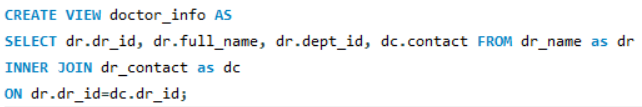 CREATE VIEW doctor_info AS
SELECT dr.dr_id, dr.full_name, dr.dept_id, dc.contact FROM dr_name as dr
INNER JOIN dr_contact as dc
ON dr.dr_id=dc.dr_id;